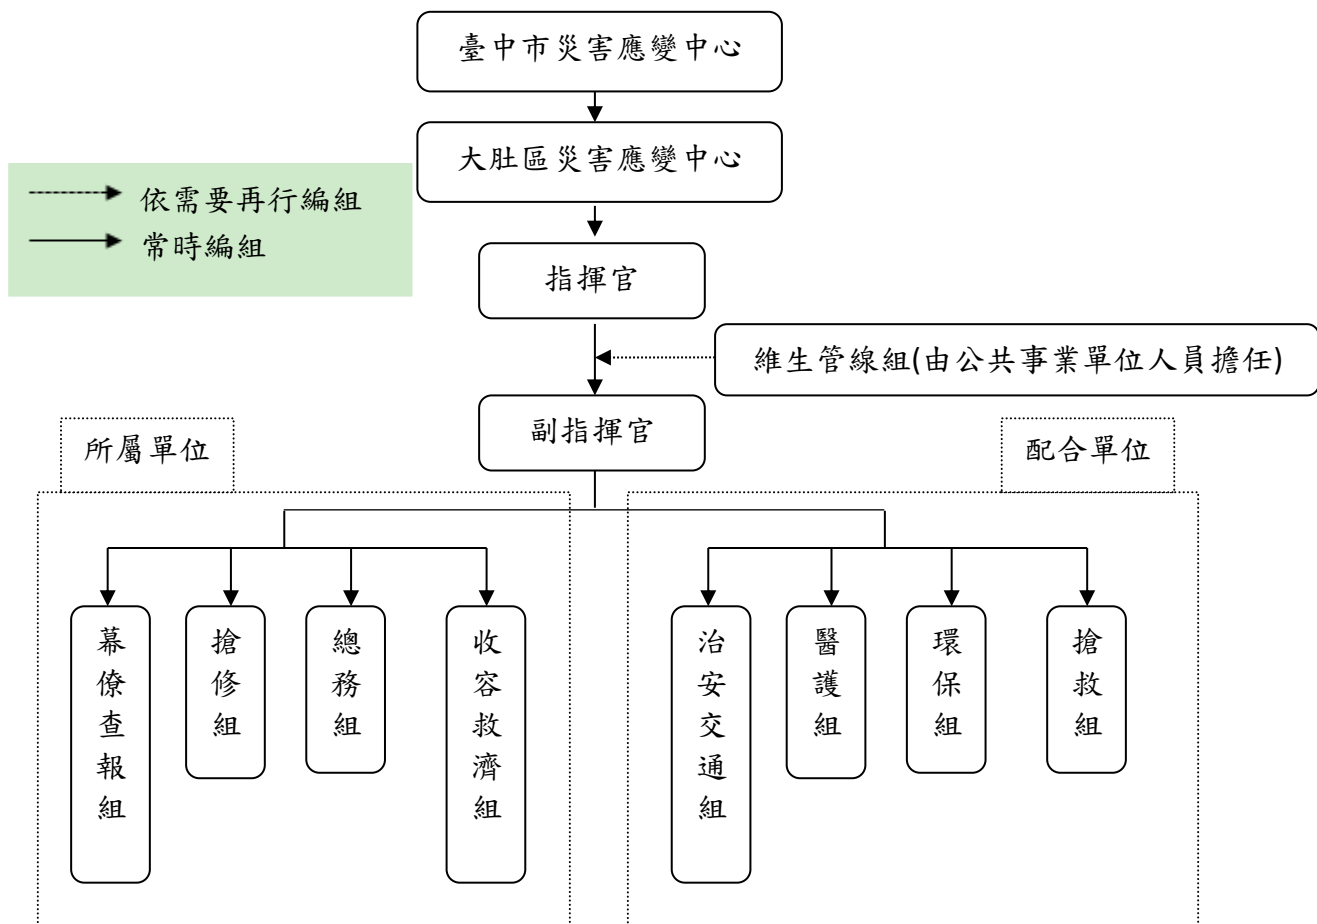 臺中市災害應變中心
大肚區災害應變中心
依需要再行編組
常時編組
指揮官
維生管線組(由公共事業單位人員擔任)
副指揮官
所屬單位
配合單位
幕僚查報組
搶修組
總務組
收容救濟組
治安交通組
醫護組
環保組
搶救組